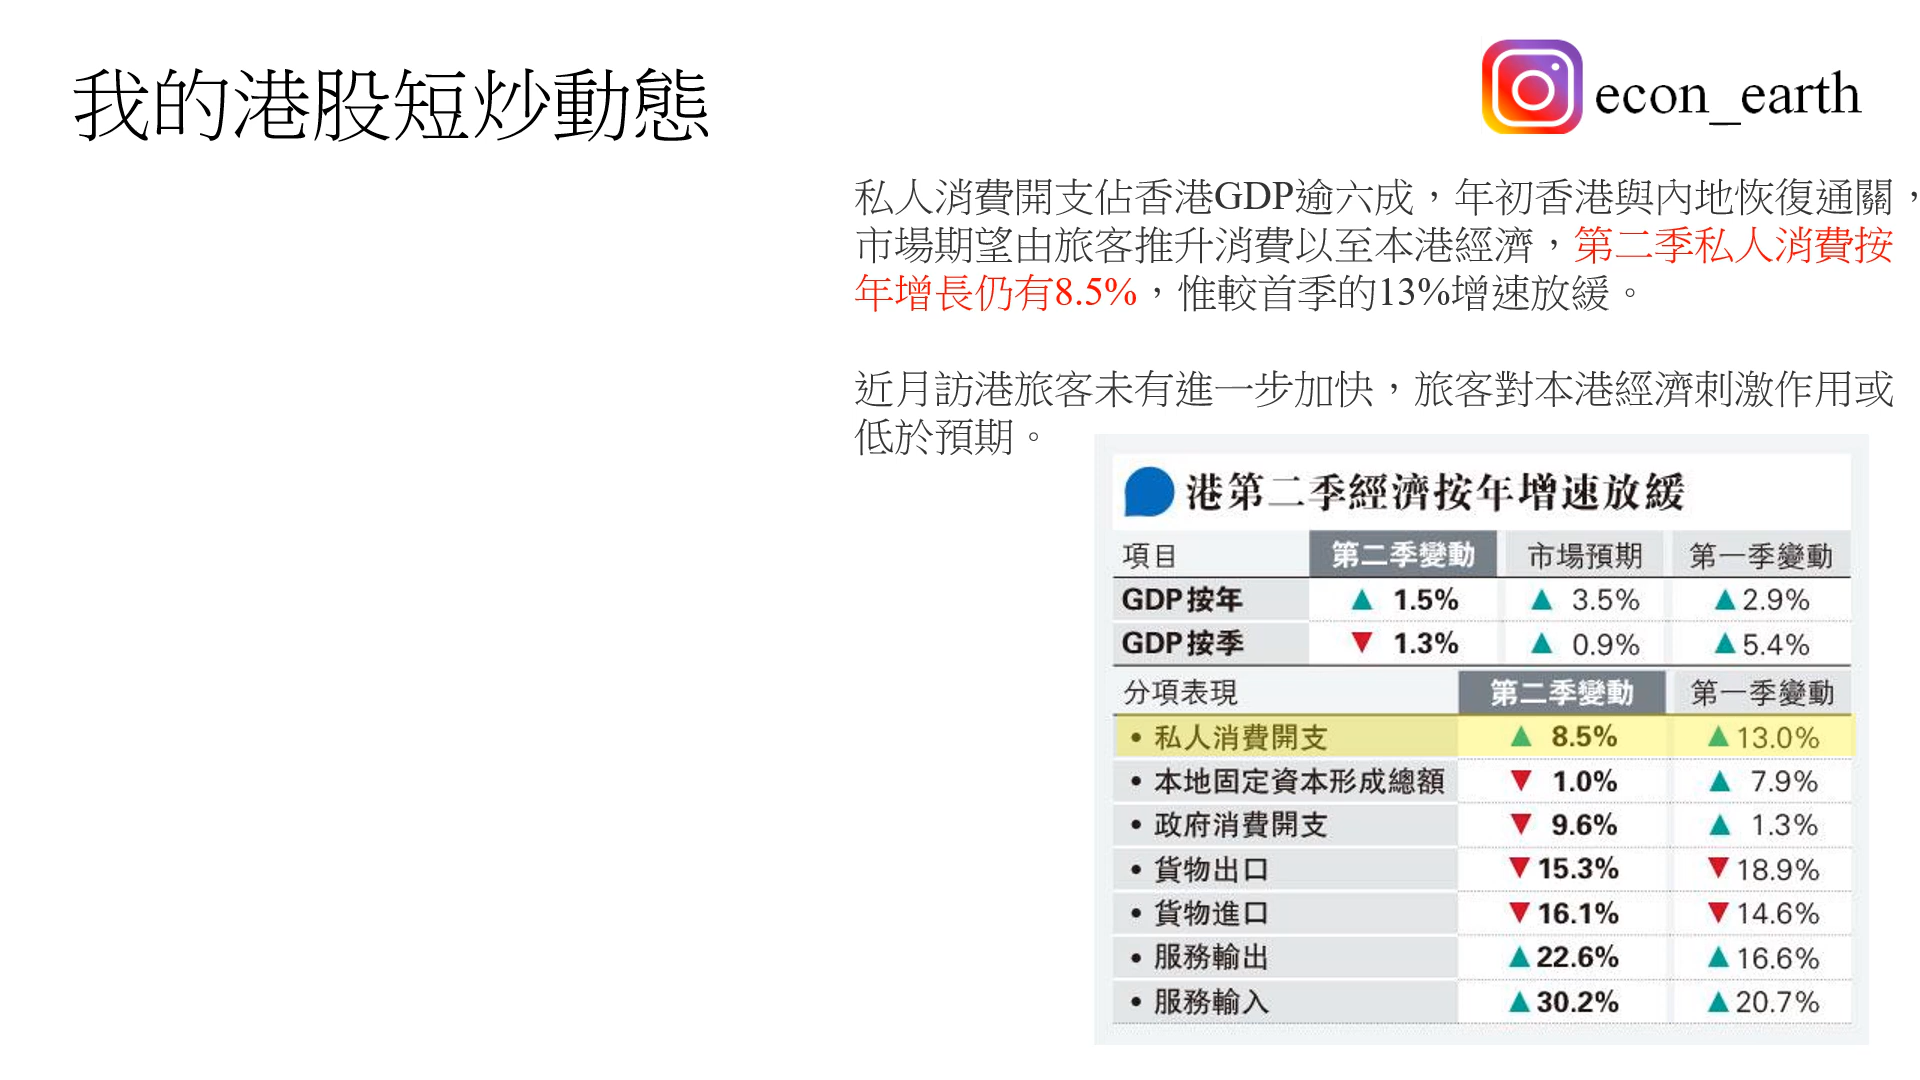 我的港股短炒動態
econ_earth
私人消費開支佔香港GDP逾六成，年初香港與內地恢復通關，
市場期望由旅客推升消費以至本港經濟，第二季私人消費按
年增長仍有8.5%，惟較首季的13%增速放緩。
近月訪港旅客未有進一步加快，旅客對本港經濟刺激作用或
低於預期。
港第二季經濟按年增速放緩
項目 第二季變動 市場預期 第一季變動
GDP按年 ▲ 1.5% ▲ 3.5% ▲2.9%
GDP按季 ▼ 1.3% ▲ 0.9% ▲5.4%
分項表現 第二季變動 第一季變動
• 私人消費開支 ▲ 8.5% ▲13.0%
• 本地固定資本形成總額 ▼ 1.0% ▲ 7.9%
• 政府消費開支 ▼ 9.6% ▲ 1.3%
• 貨物出口 ▼15.3% ▼18.9%
• 貨物進口 ▼16.1% ▼14.6%
• 服務輸出 ▲22.6% ▲16.6%
• 服務輸入 ▲30.2% ▲20.7%